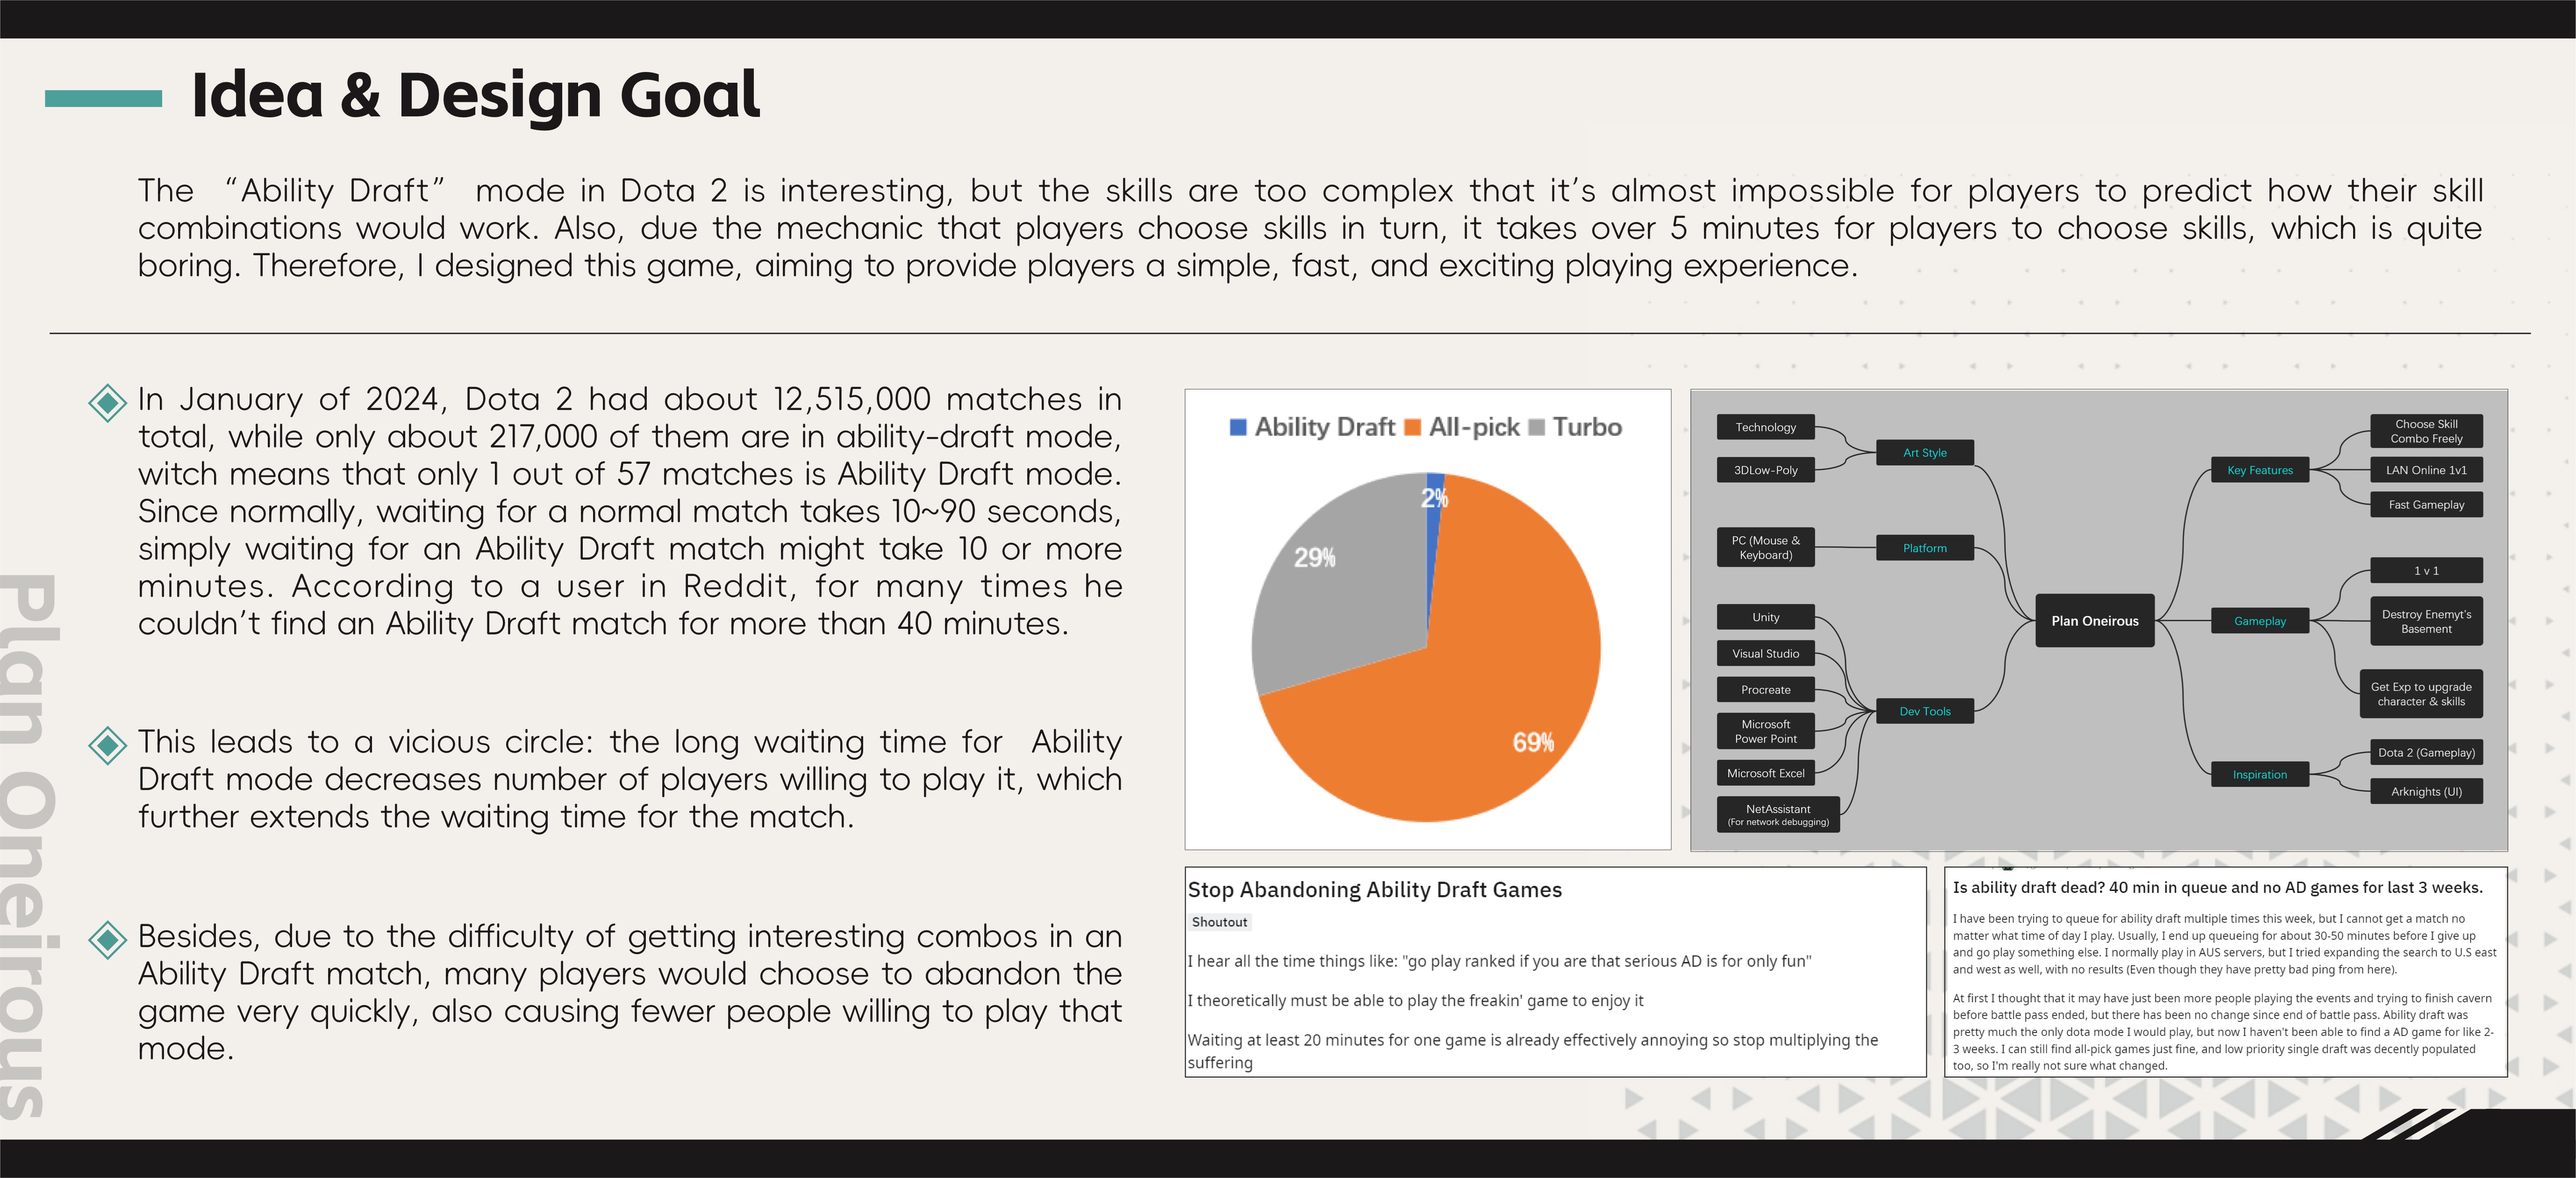 Idea & Design Goal
The “Ability Draft” mode in Dota 2 is interesting, but the skills are too complex that it’s almost impossible for players to predict how their skill
combinations would work. Also, due the mechanic that players choose skills in turn, it takes over 5 minutes for players to choose skills, which is quite
boring. Therefore, I designed this game, aiming to provide players a simple, fast, and exciting playing experience.
In January of 2024, Dota 2 had about 12,515,000 matches in
total, while only about 217,000 of them are in ability-draft mode,
witch means that only 1 out of 57 matches is Ability Draft mode.
Since normally, waiting for a normal match takes 10~90 seconds,
simply waiting for an Ability Draft match might take 10 or more
minutes. According to a user in Reddit, for many times he
couldn’t find an Ability Draft match for more than 40 minutes.
This leads to a vicious circle: the long waiting time for Ability
Draft mode decreases number of players willing to play it, which
further extends the waiting time for the match.
Besides, due to the difficulty of getting interesting combos in an
Ability Draft match, many players would choose to abandon the
game very quickly, also causing fewer people willing to play that
mode.
Plan Oneirous
Ability Draft All-pick Turbo
2%
29%
69%
Technology
3DLow-Poly
Art Style
PC (Mouse &
Keyboard)
Platform
Unity
Visual Studio
Procreate
Microsoft
Power Point
Microsoft Excel
NetAssistant
(For network debugging)
Dev Tools
Plan Oneirous
Key Features
Choose Skill
Combo Freely
LAN Online 1v1
Fast Gameplay
Gameplay
1 v 1
Destroy Enemyt's
Basement
Get Exp to upgrade
character & skills
Inspiration
Dota 2 (Gameplay)
Arknights (UI)
Stop Abandoning Ability Draft Games
Shoutout
I hear all the time things like: "go play ranked if you are that serious AD is for only fun"
I theoretically must be able to play the freakin' game to enjoy it
Waiting at least 20 minutes for one game is already effectively annoying so stop multiplying the
suffering
Is ability draft dead? 40 min in queue and no AD games for last 3 weeks.
I have been trying to queue for ability draft multiple times this week, but I cannot get a match no
matter what time of day I play. Usually, I end up queueing for about 30-50 minutes before I give up
and go play something else. I normally play in AUS servers, but I tried expanding the search to U.S east
and west as well, with no results (Even though they have pretty bad ping from here).
At first I thought that it may have just been more people playing the events and trying to finish cavern
before battle pass ended, but there has been no change since end of battle pass. Ability draft was
pretty much the only dota mode I would play, but now I haven't been able to find a AD game for like 2-
3 weeks. I can still find all-pick games just fine, and low priority single draft was decently populated
too, so I'm really not sure what changed.